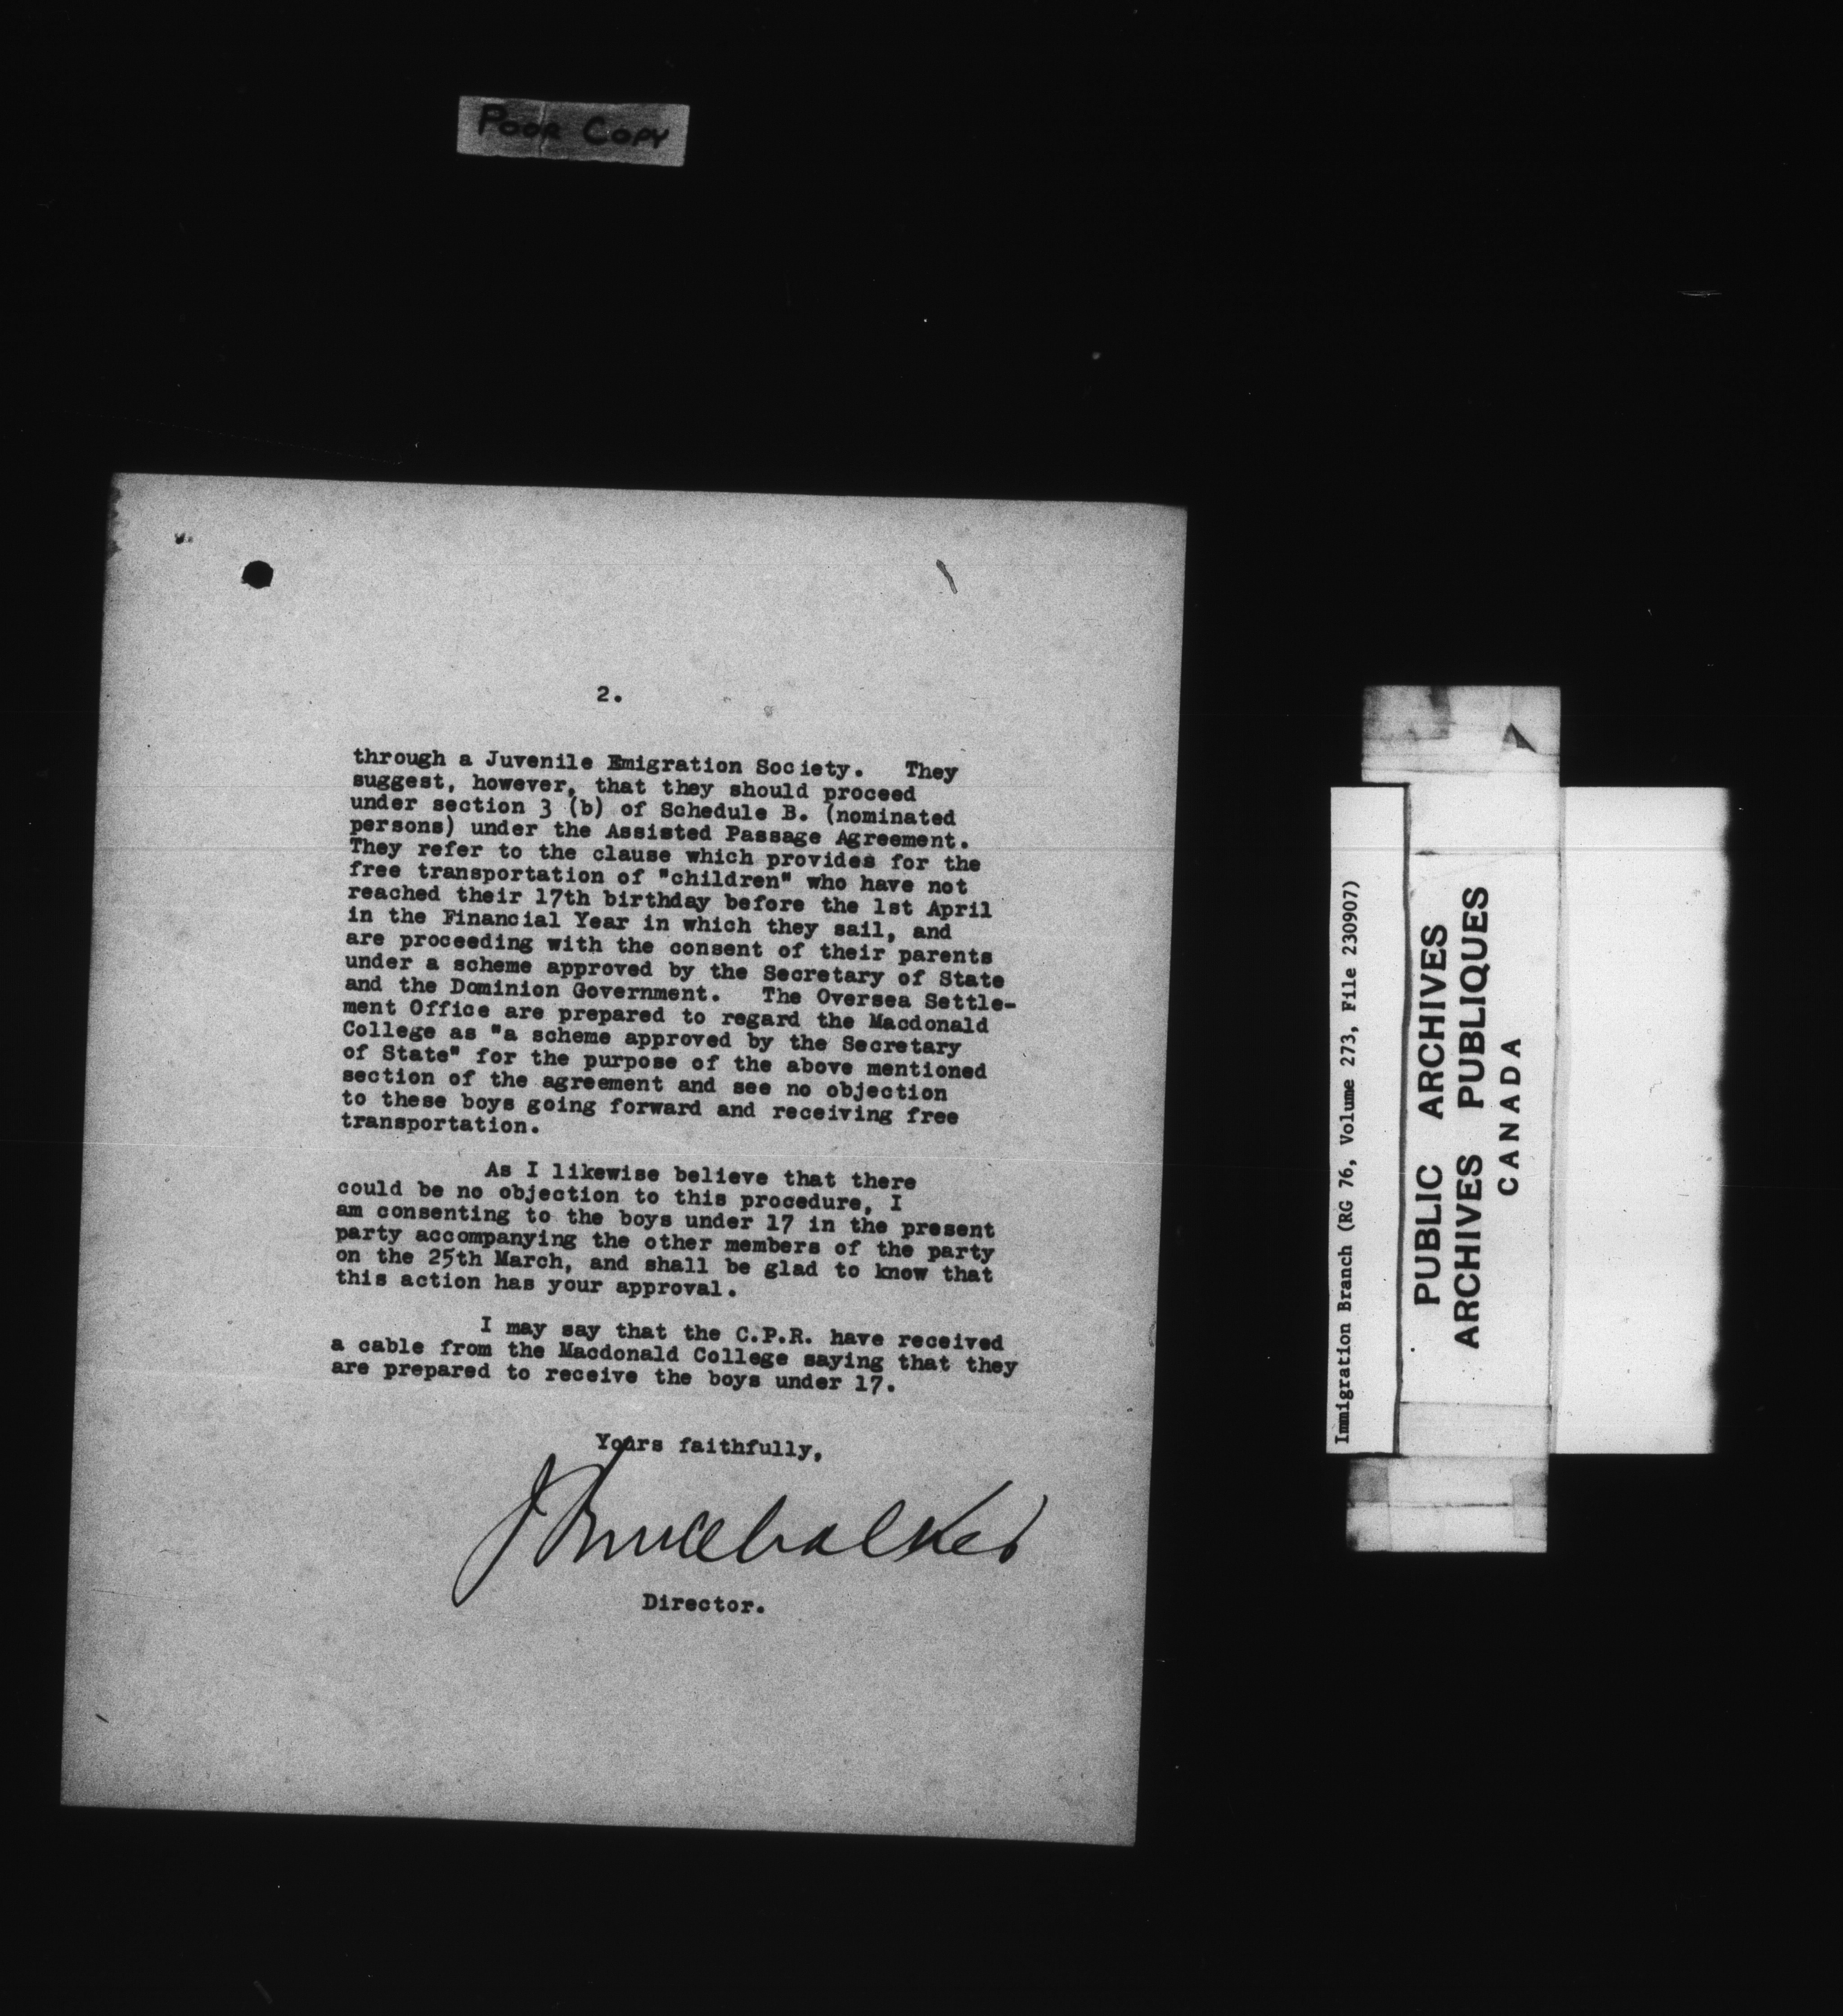 POOR COPY
2.
through a Juvenile Emigration Society. They
suggest, however, that they should proceed
under section 3 (b) of Schedule B. (nominated
persons) under the Assisted Passage Agreement.
They refer to the clause which provides for the
free transportation of "children" who have not
reached their 17th birthday before the 1st April
in the Financial Year in which they sail, and
are proceeding with the consent of their parents
under a scheme approved by the Secretary of State
and the Dominion Government. The Oversea Settle-
ment Office are prepared to regard the Macdonald
College as "a scheme approved by the Secretary
of State" for the purpose of the above mentioned
section of the agreement and see no objection
to these boys going forward and receiving free
transportation.
As I likewise believe that there
could be no objection to this procedure, I
am consenting to the boys under 17 in the present
party accompanying the other members of the party
on the 25th March, and shall be glad to know that
this action has your approval.
I may say that the C.P.R. have received
a cable from the Macdonald College saying that they
are prepared to receive the boys under 17.
Yours faithfully,
J Bruce Walker
Director.
Immigration Branch (RG 76, Volume 273, File 230907)
PUBLIC ARCHIVES
ARCHIVES PUBLIQUES
CANADA